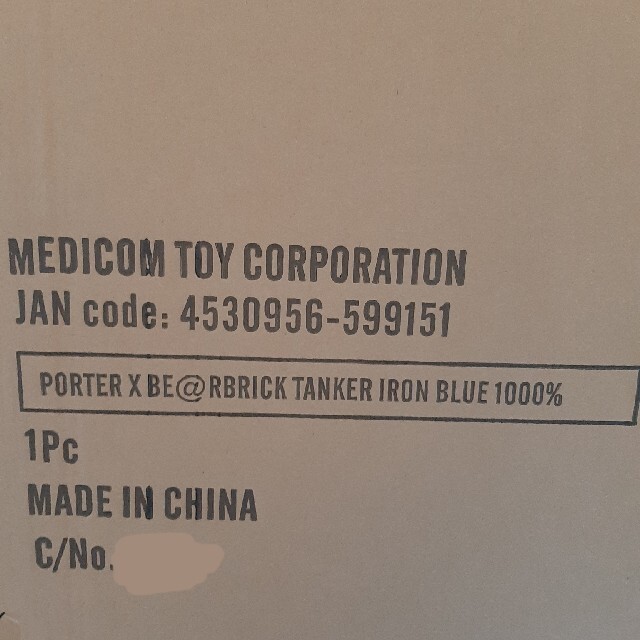 MEDICOM TOY CORPORATION
JAN code: 4530956-599151
PORTER X BE@RBRICK TANKER IRON BLUE 1000%
1Pc
MADE IN CHINA
C/No.